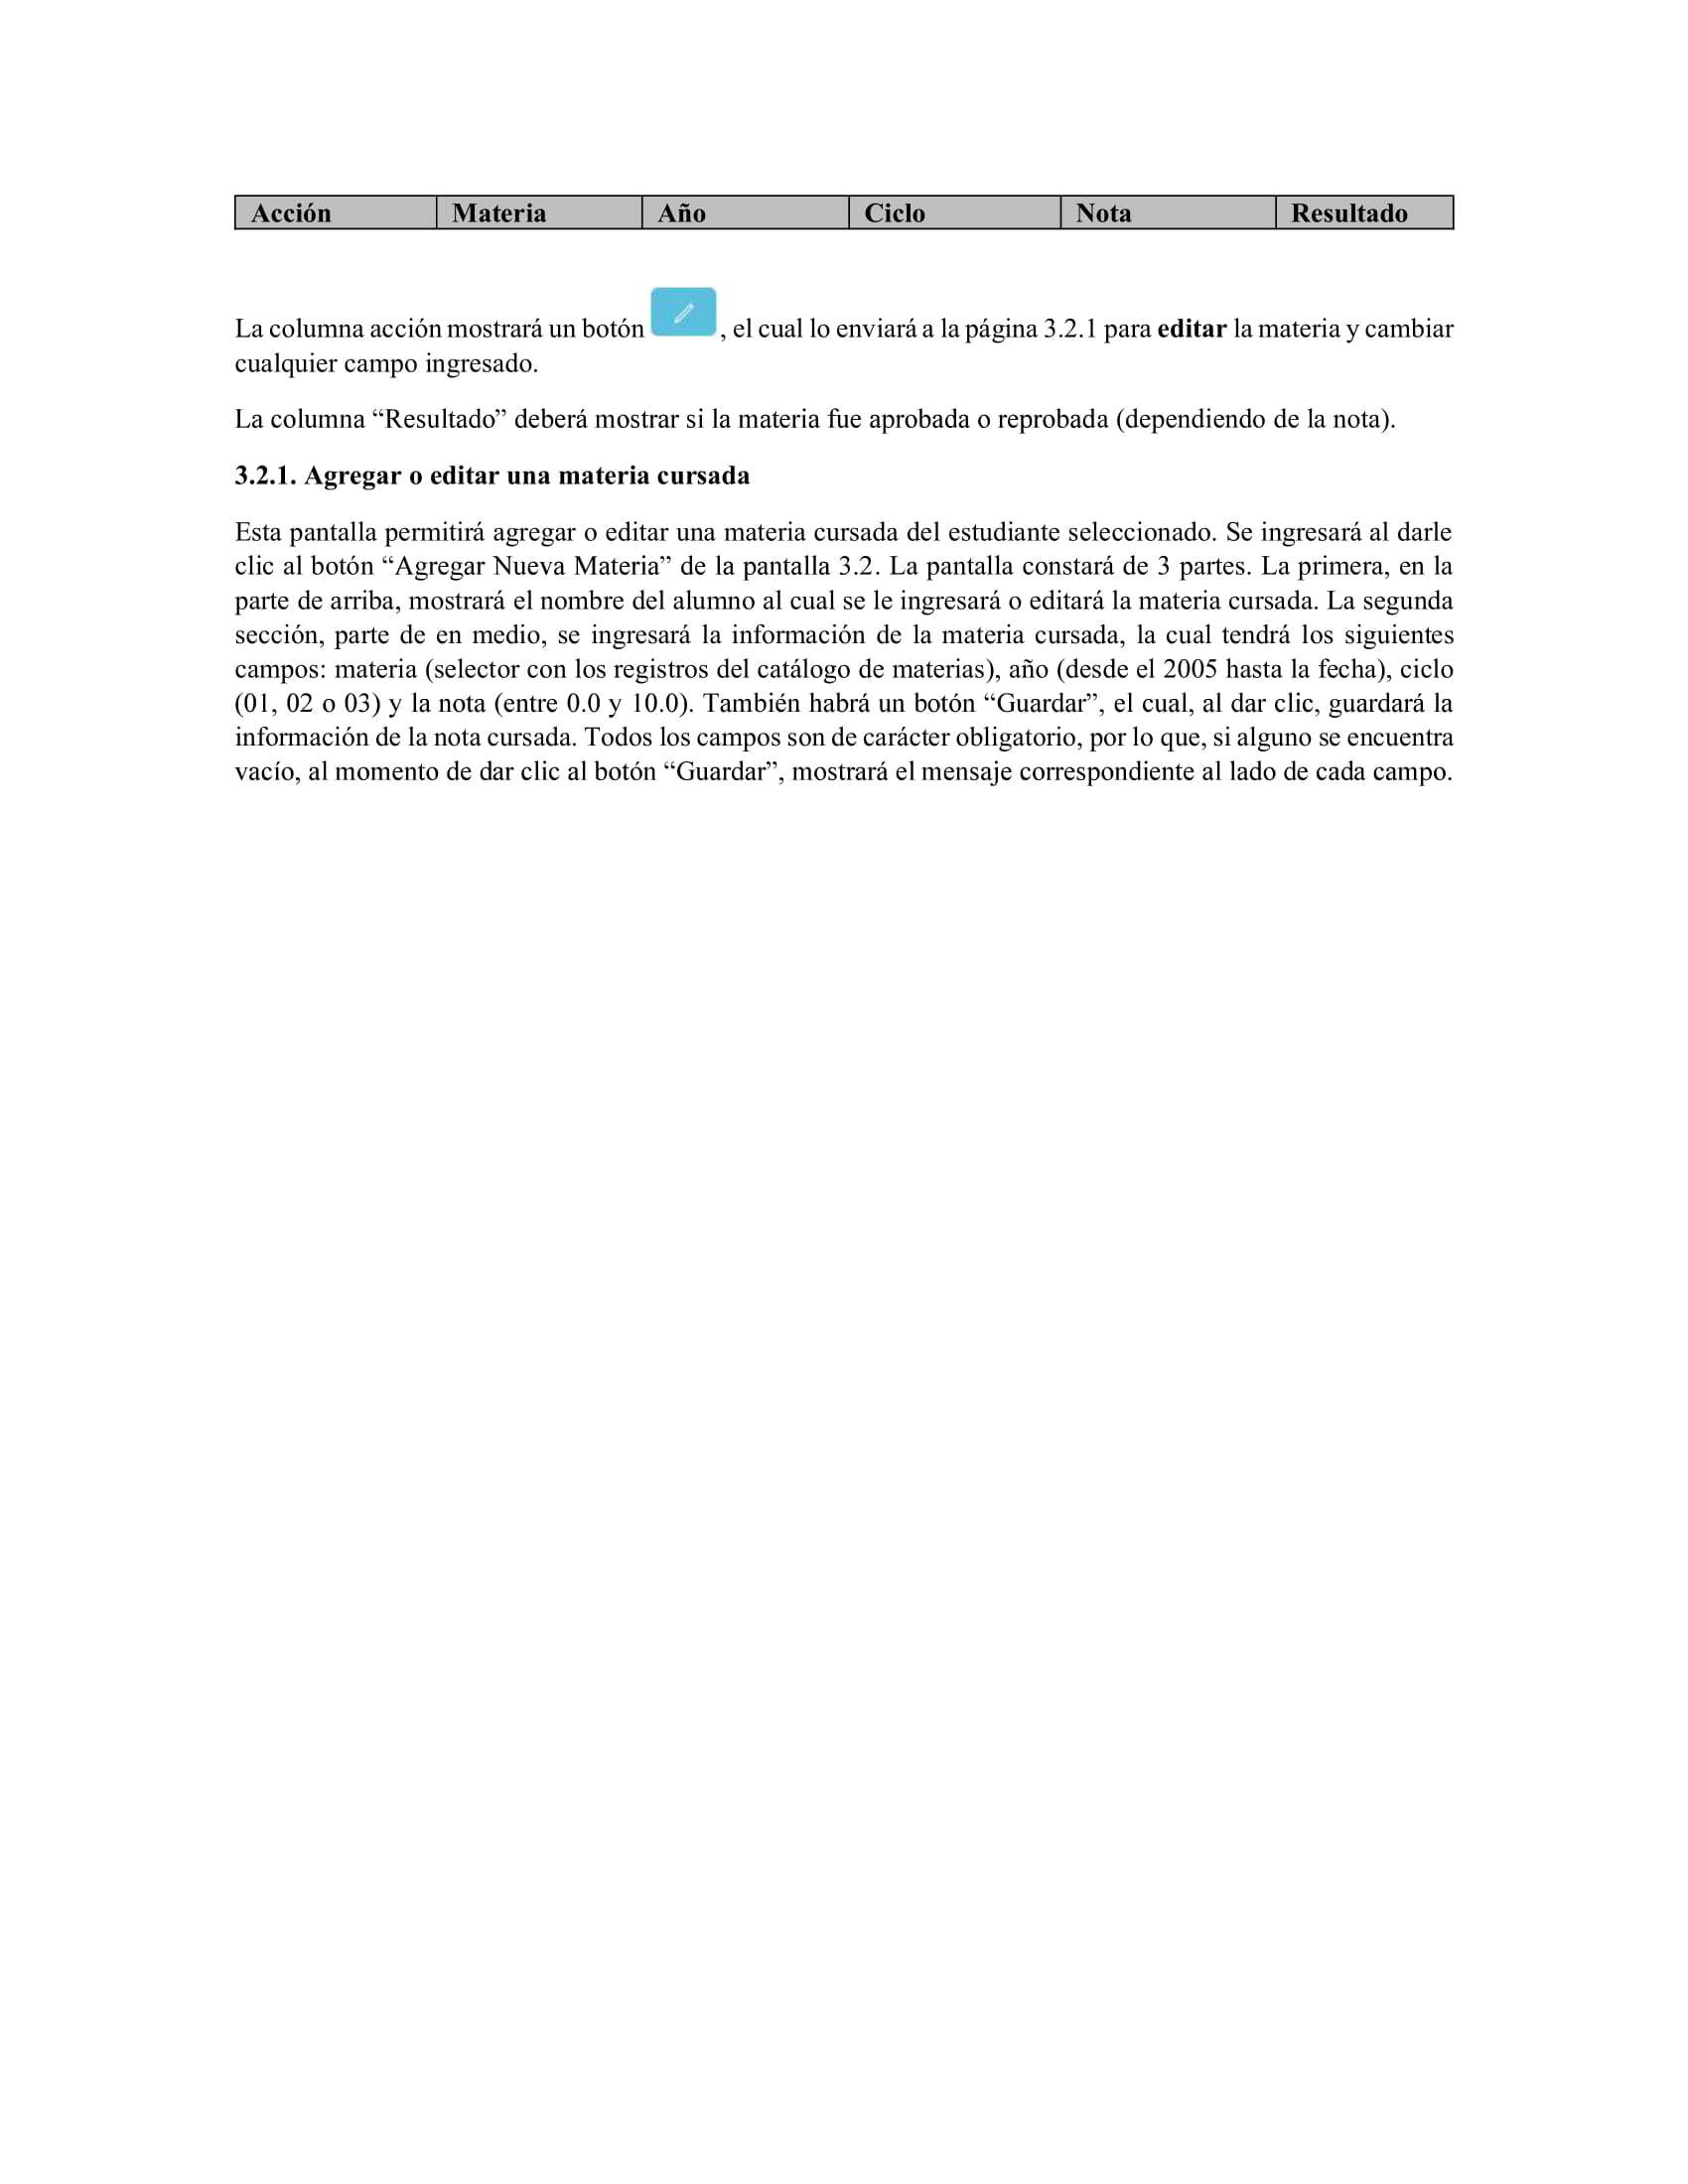 Acción Materia Año Ciclo Nota Resultado
La columna acción mostrará un botón , el cual lo enviará a la página 3.2.1 para editar la materia y cambiar
cualquier campo ingresado.
La columna “Resultado” deberá mostrar si la materia fue aprobada o reprobada (dependiendo de la nota).
3.2.1. Agregar o editar una materia cursada
Esta pantalla permitirá agregar o editar una materia cursada del estudiante seleccionado. Se ingresará al darle
clic al botón “Agregar Nueva Materia” de la pantalla 3.2. La pantalla constará de 3 partes. La primera, en la
parte de arriba, mostrará el nombre del alumno al cual se le ingresará o editará la materia cursada. La segunda
sección, parte de en medio, se ingresará la información de la materia cursada, la cual tendrá los siguientes
campos: materia (selector con los registros del catálogo de materias), año (desde el 2005 hasta la fecha), ciclo
(01, 02 o 03) y la nota (entre 0.0 y 10.0). También habrá un botón “Guardar”, el cual, al dar clic, guardará la
información de la nota cursada. Todos los campos son de carácter obligatorio, por lo que, si alguno se encuentra
vacío, al momento de dar clic al botón “Guardar”, mostrará el mensaje correspondiente al lado de cada campo.